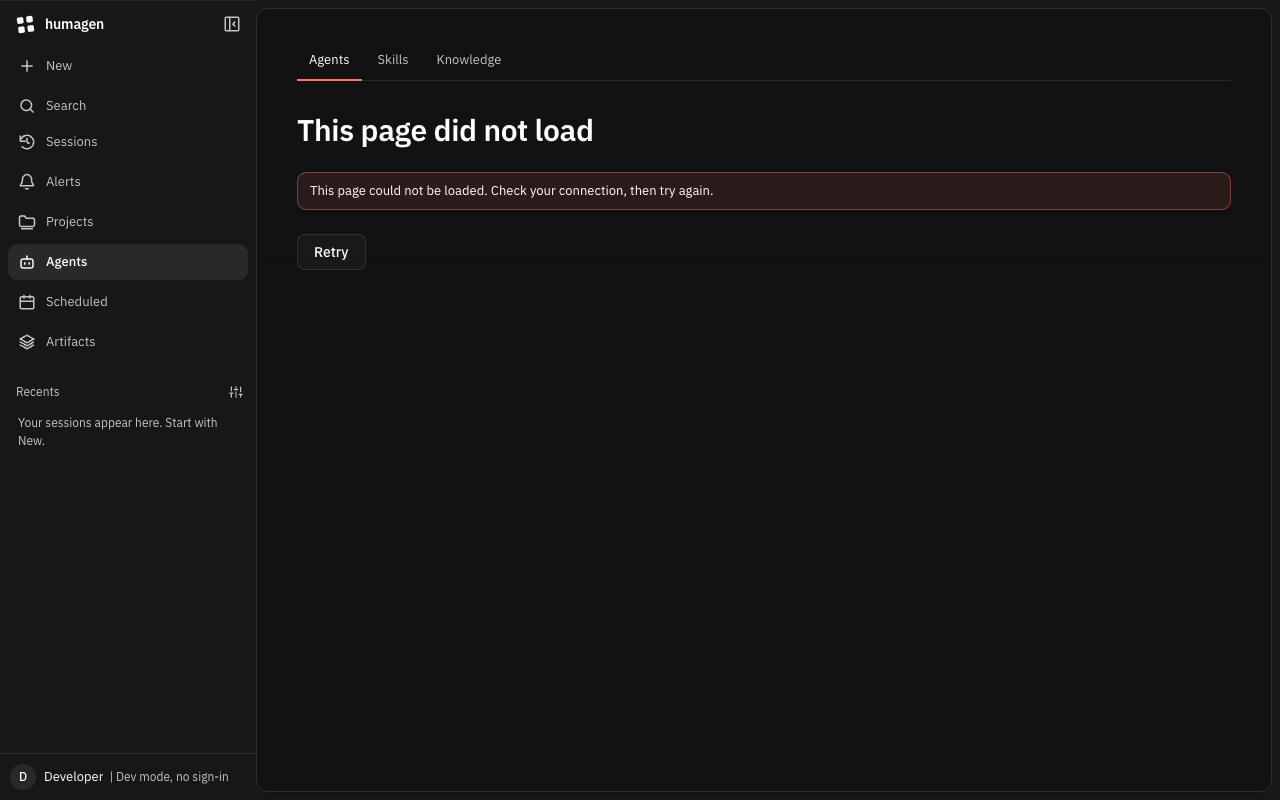 humagen
New
Search
Sessions
Alerts
Projects
Agents
Scheduled
Artifacts
Recents
Your sessions appear here. Start with
New.
D Developer | Dev mode, no sign-in
Agents Skills Knowledge
This page did not load
This page could not be loaded. Check your connection, then try again.
Retry